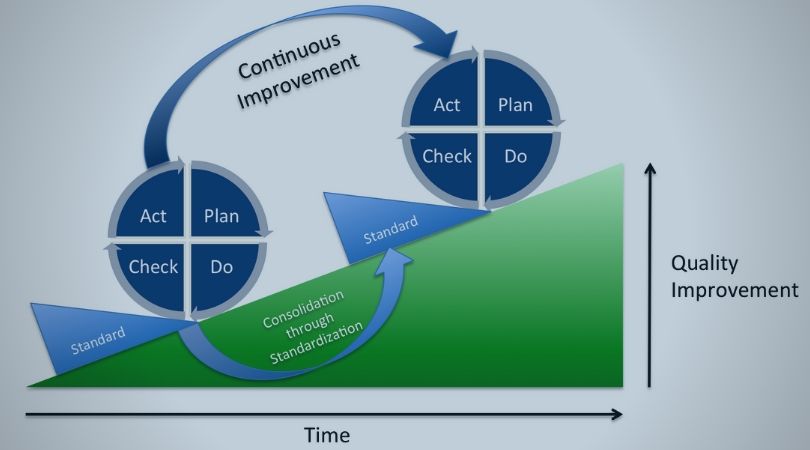 Continuous
Improvement
Act
Plan
Check
Do
Act
Plan
Check
Do
Standard
Standard
Consolidation
through
Standardization
Quality
Improvement
Time